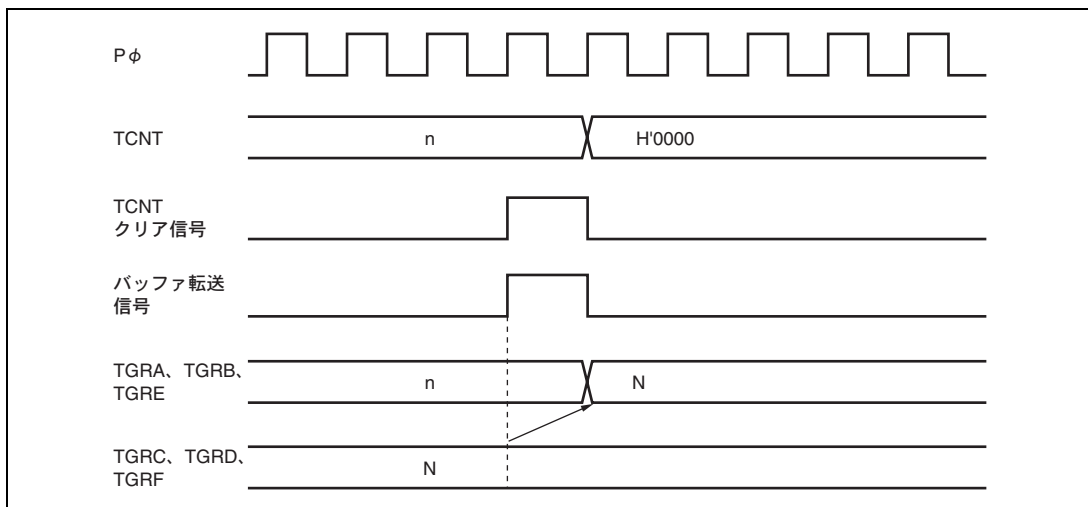 Pφ
TCNT
n
H'0000
TCNT
クリア信号
バッファ転送
信号
TGRA、TGRB、
TGRE
n
N
TGRC、TGRD、
TGRF
N